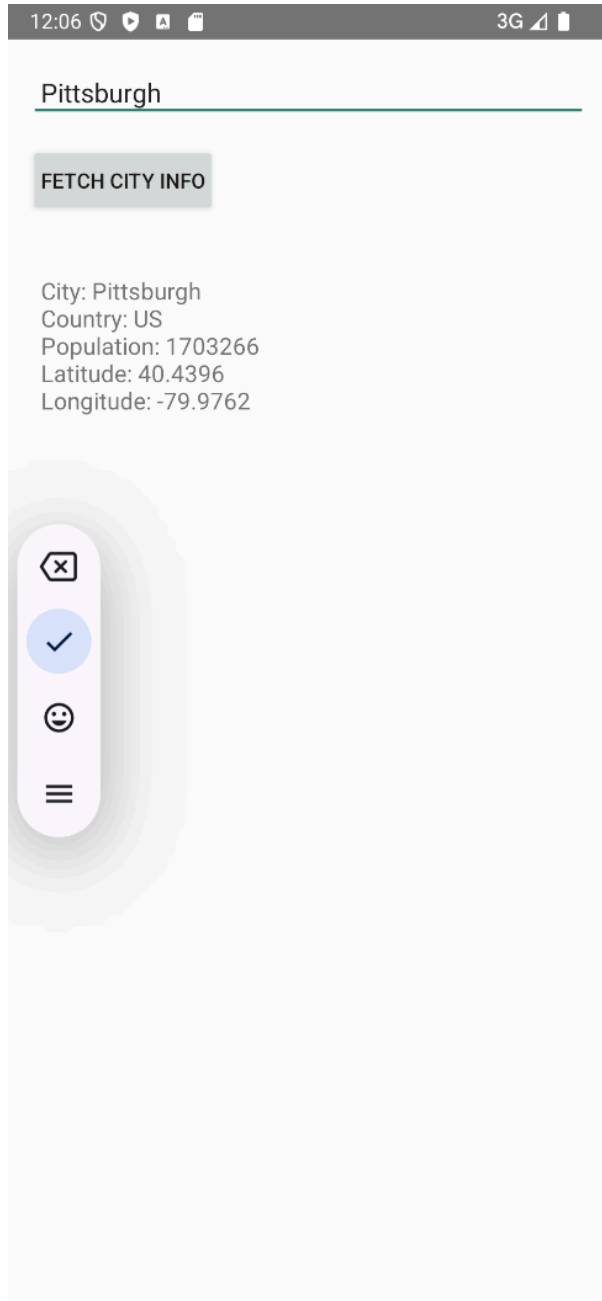 12:06 3G
Pittsburgh
FETCH CITY INFO
City: Pittsburgh
Country: US
Population: 1703266
Latitude: 40.4396
Longitude: -79.9762